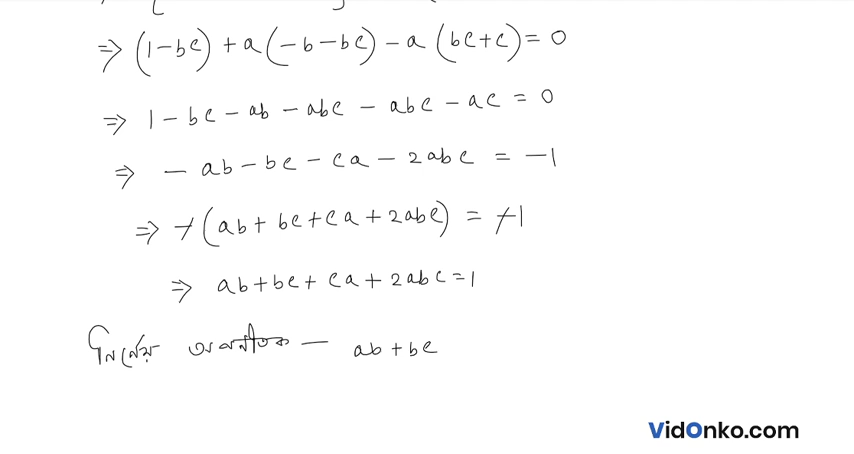 ⇒ (1-bc) + a(-b-bc) - a (bc+c) = 0
⇒ 1 - bc - ab - abc - abc - ac = 0
⇒ - ab - bc - ca - 2abc = -1
⇒ -(ab + bc + ca + 2abc) = -1
⇒ ab+bc+ca+2abc=1
নির্ণেয় — ab+bc
VidOnko.com